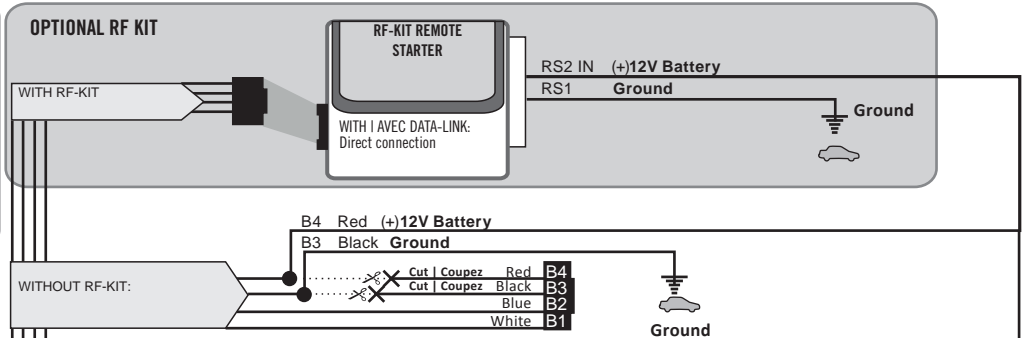 OPTIONAL RF KIT
RF-KIT REMOTE
STARTER
RS2 IN (+)12V Battery
RS1 Ground
WITH RF-KIT
Ground
WITH | AVEC DATA-LINK:
Direct connection
B4 Red (+)12V Battery
B3 Black Ground
WITHOUT RF-KIT:
Cut | Coupez Red B4
Cut | Coupez Black B3
Blue B2
White B1
Ground